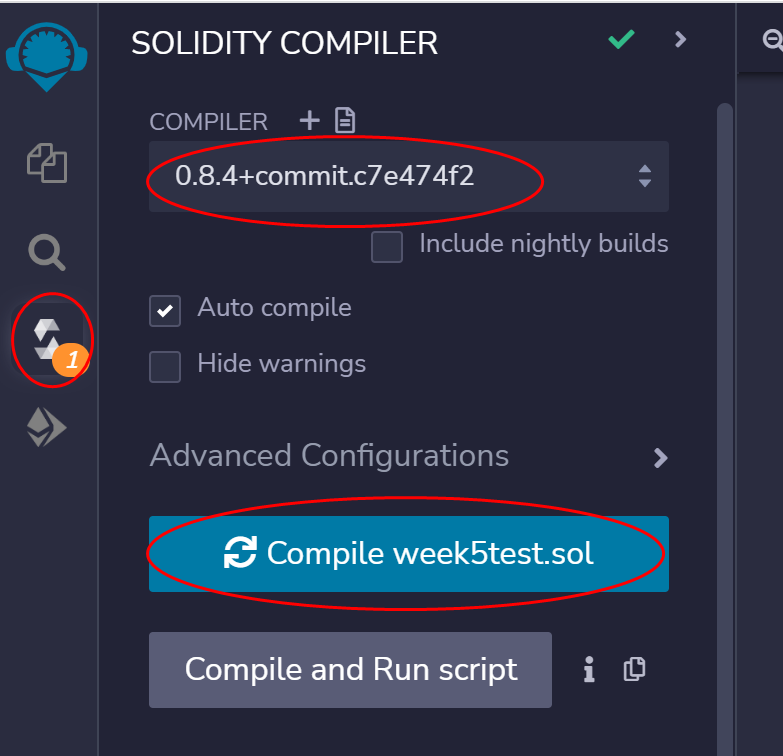 SOLIDITY COMPILER
COMPILER
0.8.4+commit.c7e474f2
Include nightly builds
Auto compile
Hide warnings
1
Advanced Configurations
Compile week5test.sol
Compile and Run script